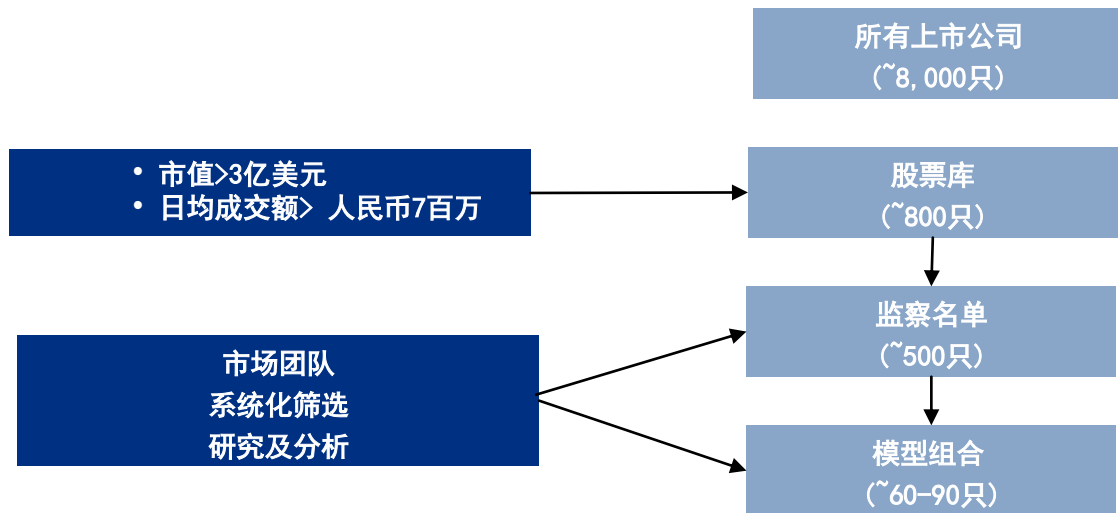 所有上市公司
(~8,000只)
• 市值>3亿美元
• 日均成交额> 人民币7百万
股票库
(~800只)
监察名单
(~500只)
市场团队
系统化筛选
研究及分析
模型组合
(~60-90只)